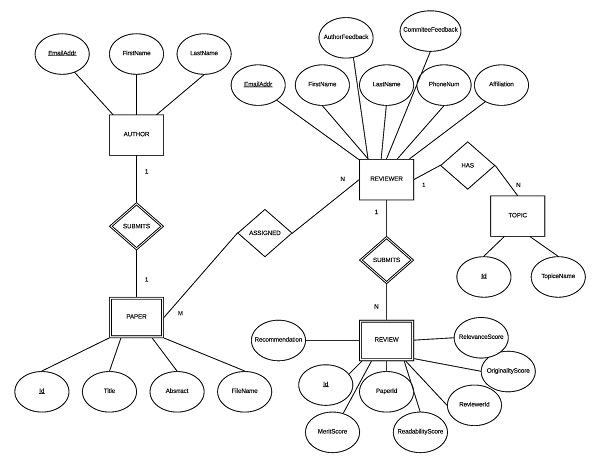 CommiteeFeedback
AuthorFeedback
EmailAddr
FirstName
LastName
EmailAddr
FirstName
LastName
PhoneNum
Affiliation
AUTHOR
HAS
1
N
REVIEWER
1
N
1
TOPIC
SUBMITS
ASSIGNED
SUBMITS
Id
TopiceName
1
M
N
PAPER
Recommendation
REVIEW
RelevanceScore
OriginalityScore
Id
Title
Absmact
FileName
Id
PaperId
ReviewerId
MeritScore
ReadabilityScore